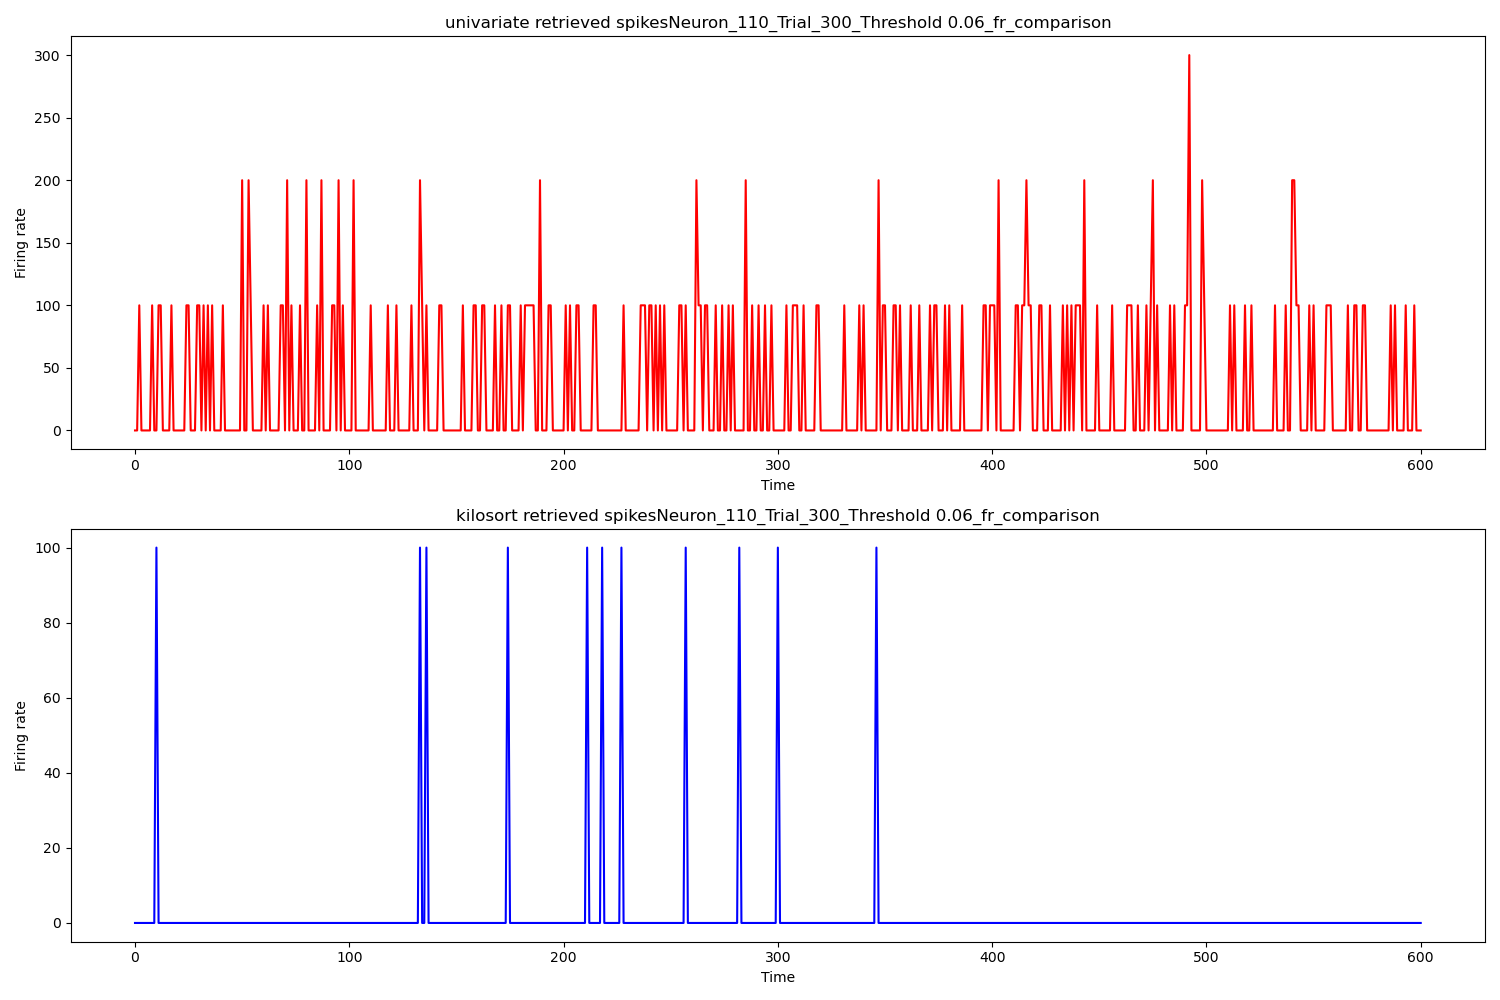 univariate retrieved spikesNeuron_110_Trial_300_Threshold 0.06_fr_comparison
300
250
200
150
100
50
0
Firing rate
0 100 200 300 400 500 600
Time
kilosort retrieved spikesNeuron_110_Trial_300_Threshold 0.06_fr_comparison
100
80
60
40
20
0
Firing rate
0 100 200 300 400 500 600
Time